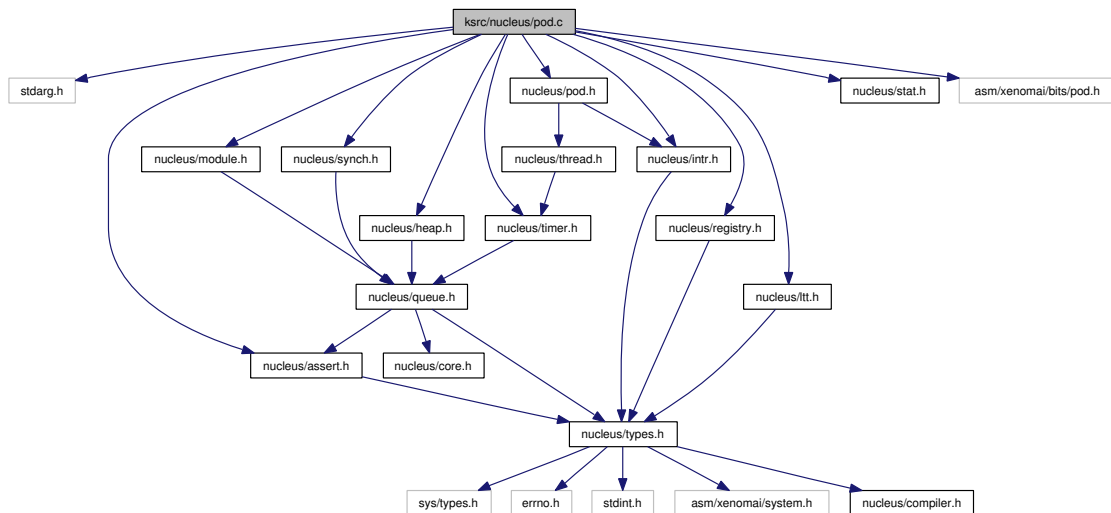 ksrc/nucleus/pod.c
stdarg.h
nucleus/pod.h
nucleus/stat.h
asm/xenomai/bits/pod.h
nucleus/module.h
nucleus/synch.h
nucleus/thread.h
nucleus/intr.h
nucleus/heap.h
nucleus/timer.h
nucleus/registry.h
nucleus/queue.h
nucleus/ltt.h
nucleus/assert.h
nucleus/core.h
nucleus/types.h
sys/types.h
errno.h
stdint.h
asm/xenomai/system.h
nucleus/compiler.h